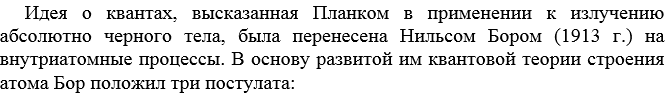 Идея о квантах, высказанная Планком в применении к излучению
абсолютно черного тела, была перенесена Нильсом Бором (1913 г.) на
внутриатомные процессы. В основу развитой им квантовой теории строения
атома Бор положил три постулата: